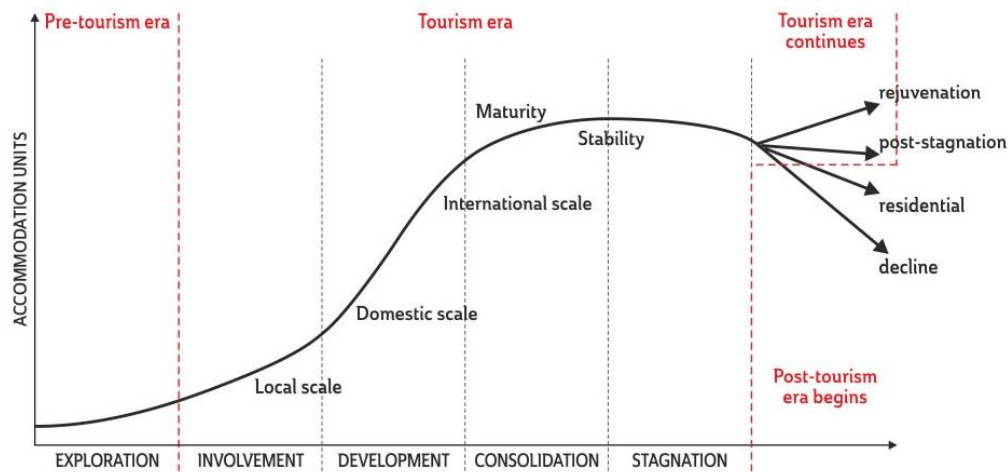 Pre-tourism era
Tourism era
Tourism era
continues
rejuvenation
Maturity
post-stagnation
Stability
International scale
residential
decline
Domestic scale
Local scale
Post-tourism
era begins
ACCOMMODATION UNITS
EXPLORATION
INVOLVEMENT
DEVELOPMENT
CONSOLIDATION
STAGNATION